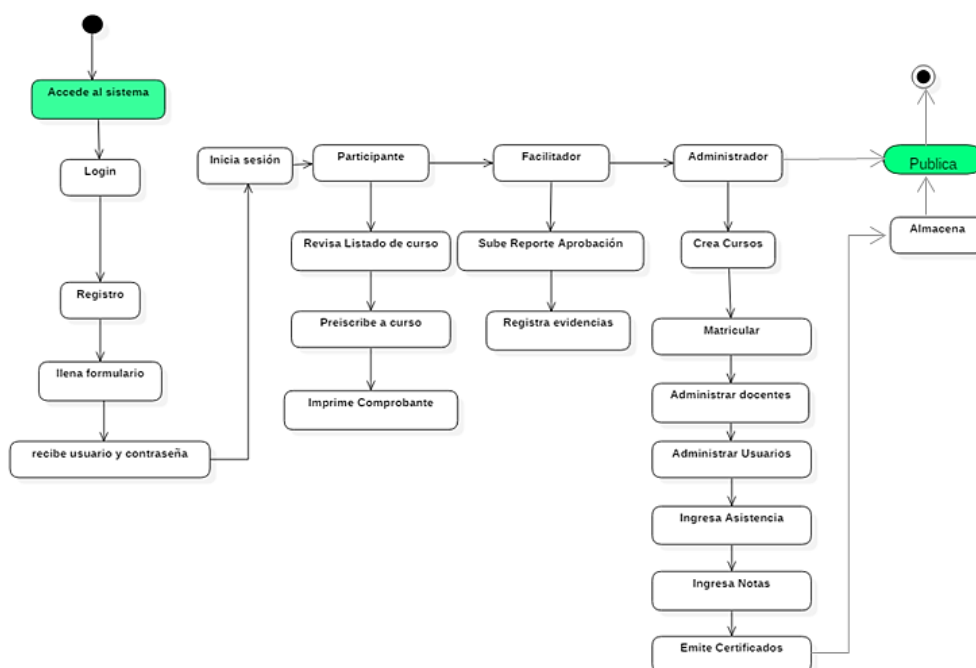 Accede al sistema
Login
Registro
llena formulario
recibe usuario y contraseña
Inicia sesión
Participante
Revisa Listado de curso
Preiscribe a curso
Imprime Comprobante
Facilitador
Sube Reporte Aprobación
Registra evidencias
Administrador
Crea Cursos
Matricular
Administrar docentes
Administrar Usuarios
Ingresa Asistencia
Ingresa Notas
Emite Certificados
Almacena
Publica